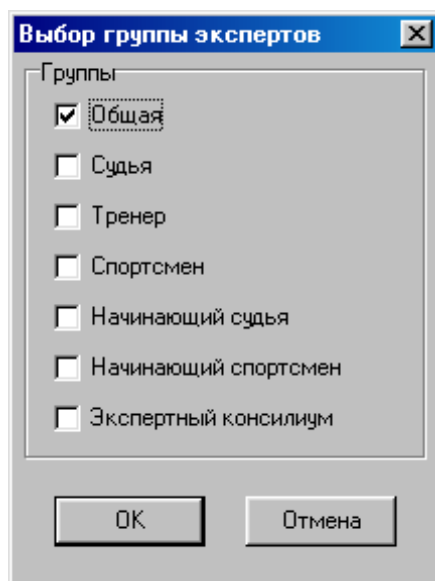 Выбор группы экспертов
Группы
Общая
Судья
Тренер
Спортсмен
Начинающий судья
Начинающий спортсмен
Экспертный консилиум
OK
Отмена